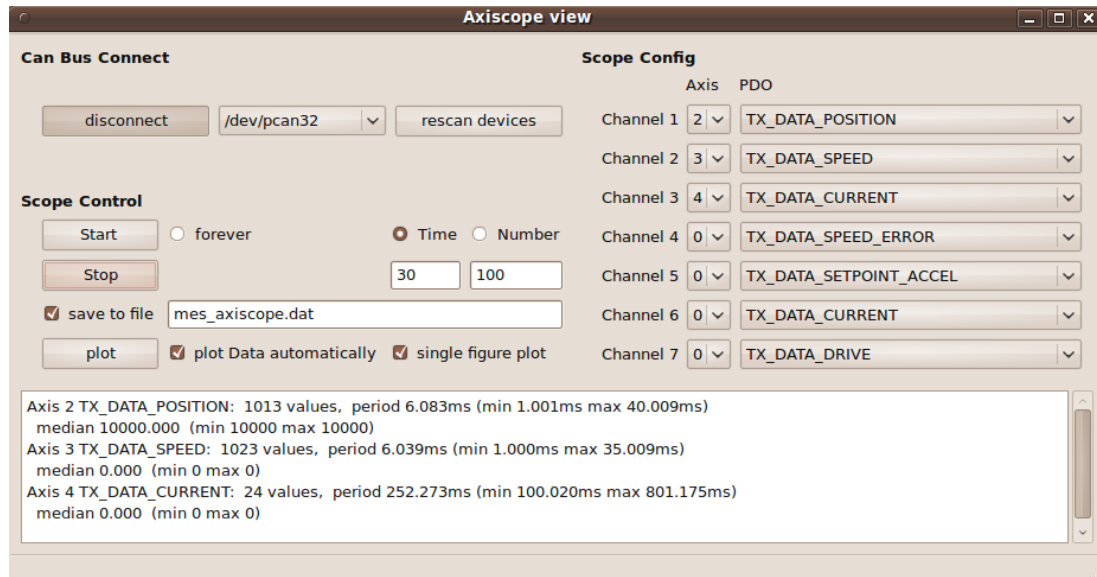 Axiscope view
Can Bus Connect
disconnect /dev/pcan32 rescan devices
Scope Control
Start forever Time Number
Stop 30 100
save to file mes_axiscope.dat
plot plot Data automatically single figure plot
Scope Config
Axis PDO
Channel 1 2 TX_DATA_POSITION
Channel 2 3 TX_DATA_SPEED
Channel 3 4 TX_DATA_CURRENT
Channel 4 0 TX_DATA_SPEED_ERROR
Channel 5 0 TX_DATA_SETPOINT_ACCEL
Channel 6 0 TX_DATA_CURRENT
Channel 7 0 TX_DATA_DRIVE
Axis 2 TX_DATA_POSITION: 1013 values, period 6.083ms (min 1.001ms max 40.009ms)
median 10000.000 (min 10000 max 10000)
Axis 3 TX_DATA_SPEED: 1023 values, period 6.039ms (min 1.000ms max 35.009ms)
median 0.000 (min 0 max 0)
Axis 4 TX_DATA_CURRENT: 24 values, period 252.273ms (min 100.020ms max 801.175ms)
median 0.000 (min 0 max 0)